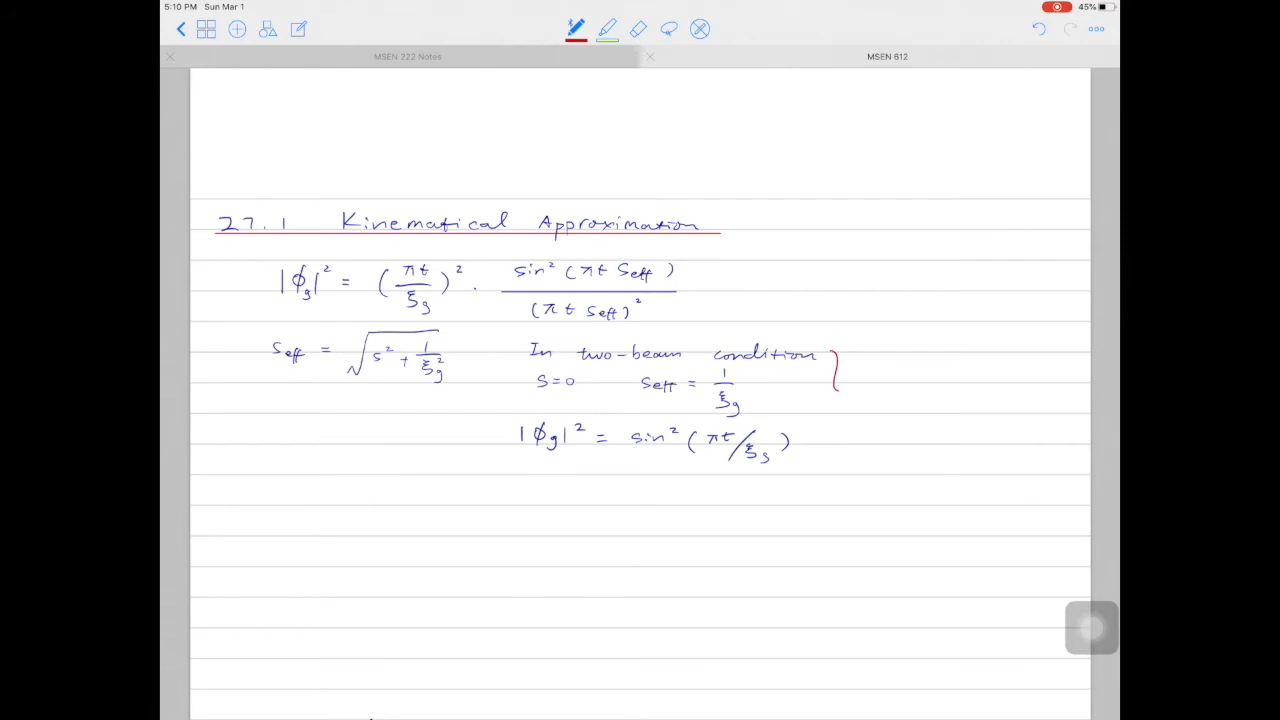 5:10 PM Sun Mar 1
45%
MSEN 222 Notes
MSEN 612
27.1 Kinematical Approximation
|ϕg|² = (πt/ξg)² · sin²(πt Seff)/(πt Seff)²
Seff = √(s² + 1/ξg²) In two-beam condition
S=0 Seff = 1/ξg
|ϕg|² = sin²(πt/ξg)